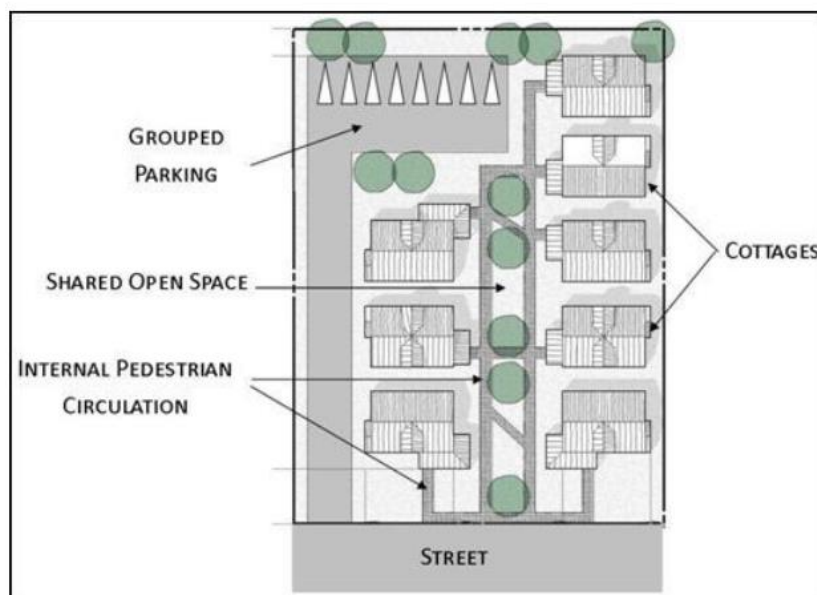 GROUPED
PARKING
COTTAGES
SHARED OPEN SPACE
INTERNAL PEDESTRIAN
CIRCULATION
STREET